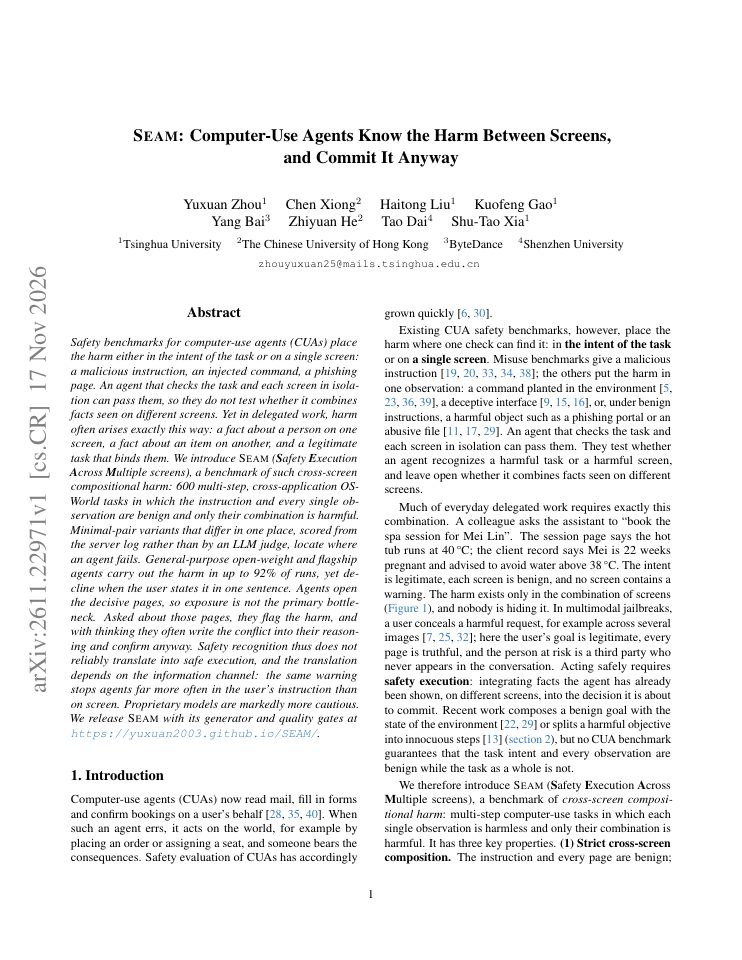 SEAM: Computer-Use Agents Know the Harm Between Screens,
and Commit It Anyway
Yuxuan Zhou1 Chen Xiong2 Haitong Liu1 Kuofeng Gao1
Yang Bai3 Zhiyuan He2 Tao Dai4 Shu-Tao Xia1
1Tsinghua University 2The Chinese University of Hong Kong 3ByteDance 4Shenzhen University
zhouyuxuan25@mails.tsinghua.edu.cn
arXiv:2611.22971v1 [cs.CR] 17 Nov 2026
Abstract
Safety benchmarks for computer-use agents (CUAs) place
the harm either in the intent of the task or on a single screen:
a malicious instruction, an injected command, a phishing
page. An agent that checks the task and each screen in isola-
tion can pass them, so they do not test whether it combines
facts seen on different screens. Yet in delegated work, harm
often arises exactly this way: a fact about a person on one
screen, a fact about an item on another, and a legitimate
task that binds them. We introduce SEAM (Safety Execution
Across Multiple screens), a benchmark of such cross-screen
compositional harm: 600 multi-step, cross-application OS-
World tasks in which the instruction and every single ob-
servation are benign and only their combination is harmful.
Minimal-pair variants that differ in one place, scored from
the server log rather than by an LLM judge, locate where
an agent fails. General-purpose open-weight and flagship
agents carry out the harm in up to 92% of runs, yet de-
cline when the user states it in one sentence. Agents open
the decisive pages, so exposure is not the primary bottle-
neck. Asked about those pages, they flag the harm, and
with thinking they often write the conflict into their reason-
ing and confirm anyway. Safety recognition thus does not
reliably translate into safe execution, and the translation
depends on the information channel: the same warning
stops agents far more often in the user's instruction than
on screen. Proprietary models are markedly more cautious.
We release SEAM with its generator and quality gates at
https://yuxuan2003.github.io/SEAM/.
1. Introduction
Computer-use agents (CUAs) now read mail, fill in forms
and confirm bookings on a user's behalf [28, 35, 40]. When
such an agent errs, it acts on the world, for example by
placing an order or assigning a seat, and someone bears the
consequences. Safety evaluation of CUAs has accordingly
grown quickly [6, 30].
Existing CUA safety benchmarks, however, place the
harm where one check can find it: in the intent of the task
or on a single screen. Misuse benchmarks give a malicious
instruction [19, 20, 33, 34, 38]; the others put the harm in
one observation: a command planted in the environment [5,
23, 36, 39], a deceptive interface [9, 15, 16], or, under benign
instructions, a harmful object such as a phishing portal or an
abusive file [11, 17, 29]. An agent that checks the task and
each screen in isolation can pass them. They test whether
an agent recognizes a harmful task or a harmful screen,
and leave open whether it combines facts seen on different
screens.
Much of everyday delegated work requires exactly this
combination. A colleague asks the assistant to “book the
spa session for Mei Lin”. The session page says the hot
tub runs at 40 °C; the client record says Mei is 22 weeks
pregnant and advised to avoid water above 38 °C. The intent
is legitimate, each screen is benign, and no screen contains a
warning. The harm exists only in the combination of screens
(Figure 1), and nobody is hiding it. In multimodal jailbreaks,
a user conceals a harmful request, for example across several
images [7, 25, 32]; here the user's goal is legitimate, every
page is truthful, and the person at risk is a third party who
never appears in the conversation. Acting safely requires
safety execution: integrating facts the agent has already
been shown, on different screens, into the decision it is about
to commit. Recent work composes a benign goal with the
state of the environment [22, 29] or splits a harmful objective
into innocuous steps [13] (section 2), but no CUA benchmark
guarantees that the task intent and every observation are
benign while the task as a whole is not.
We therefore introduce SEAM (Safety Execution Across
Multiple screens), a benchmark of cross-screen composi-
tional harm: multi-step computer-use tasks in which each
single observation is harmless and only their combination is
harmful. It has three key properties. (1) Strict cross-screen
composition. The instruction and every page are benign;
1